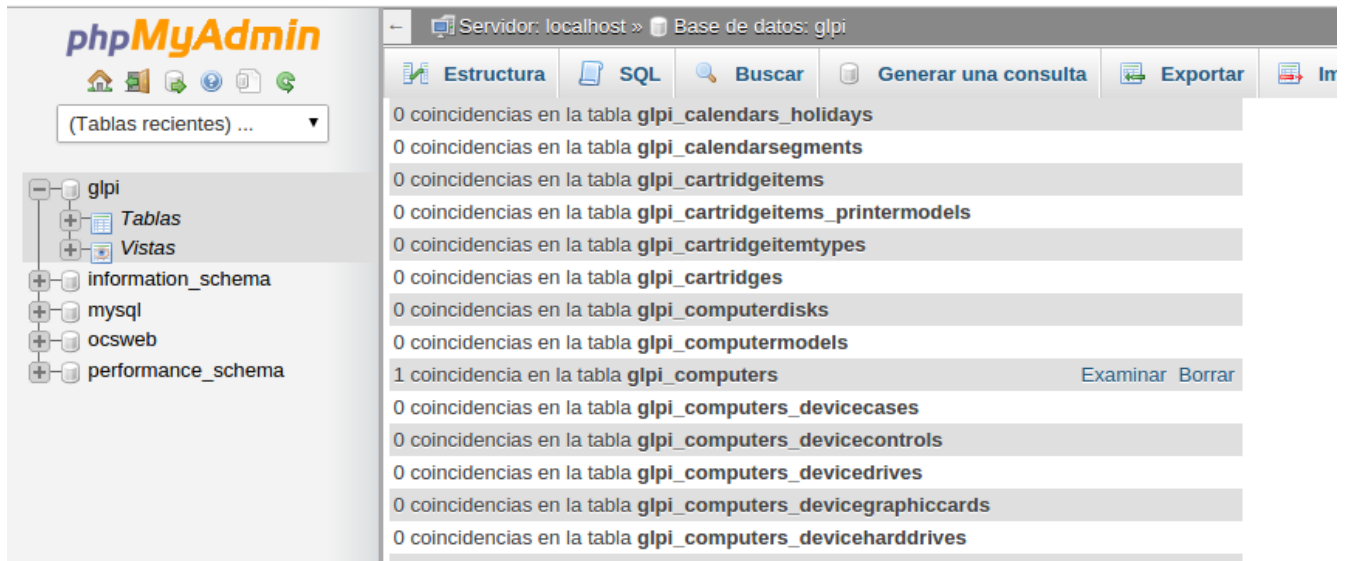 phpMyAdmin
(Tablas recientes) ...
glpi
Tablas
Vistas
information_schema
mysql
ocsweb
performance_schema
← Servidor: localhost » Base de datos: glpi
Estructura SQL Buscar Generar una consulta Exportar Im
0 coincidencias en la tabla glpi_calendars_holidays
0 coincidencias en la tabla glpi_calendarsegments
0 coincidencias en la tabla glpi_cartridgeitems
0 coincidencias en la tabla glpi_cartridgeitems_printermodels
0 coincidencias en la tabla glpi_cartridgeitemtypes
0 coincidencias en la tabla glpi_cartridges
0 coincidencias en la tabla glpi_computerdisks
0 coincidencias en la tabla glpi_computermodels
1 coincidencia en la tabla glpi_computers Examinar Borrar
0 coincidencias en la tabla glpi_computers_devicecases
0 coincidencias en la tabla glpi_computers_devicecontrols
0 coincidencias en la tabla glpi_computers_devicedrives
0 coincidencias en la tabla glpi_computers_devicegraphiccards
0 coincidencias en la tabla glpi_computers_deviceharddrives